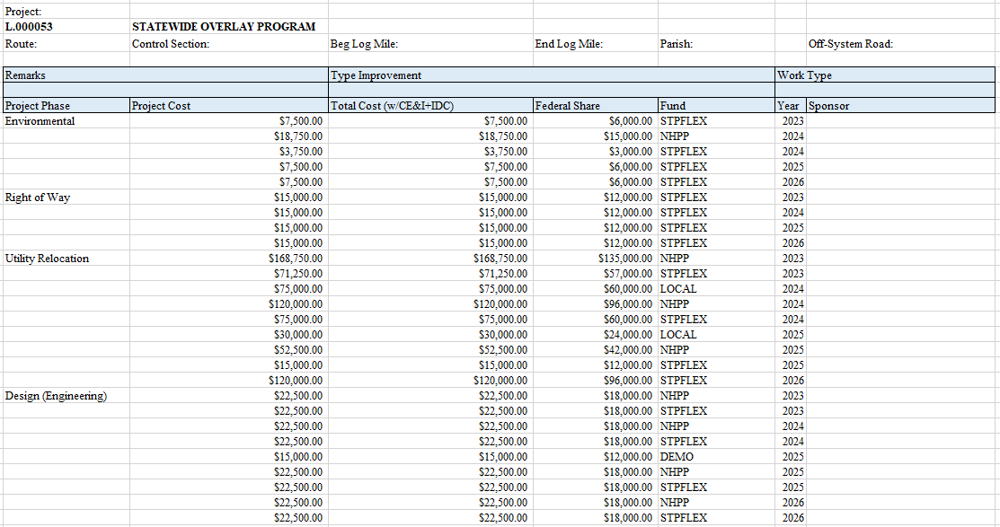 Project:
L.000053 STATEWIDE OVERLAY PROGRAM
Route: Control Section: Beg Log Mile: End Log Mile: Parish: Off-System Road:
Remarks Type Improvement Work Type
Project Phase Project Cost Total Cost (w/CE&I+IDC) Federal Share Fund Year Sponsor
Environmental $7,500.00 $7,500.00 $6,000.00 STPFLEX 2023
$18,750.00 $18,750.00 $15,000.00 NHPP 2024
$3,750.00 $3,750.00 $3,000.00 STPFLEX 2024
$7,500.00 $7,500.00 $6,000.00 STPFLEX 2025
$7,500.00 $7,500.00 $6,000.00 STPFLEX 2026
Right of Way $15,000.00 $15,000.00 $12,000.00 STPFLEX 2023
$15,000.00 $15,000.00 $12,000.00 STPFLEX 2024
$15,000.00 $15,000.00 $12,000.00 STPFLEX 2025
$15,000.00 $15,000.00 $12,000.00 STPFLEX 2026
Utility Relocation $168,750.00 $168,750.00 $135,000.00 NHPP 2023
$71,250.00 $71,250.00 $57,000.00 STPFLEX 2023
$75,000.00 $75,000.00 $60,000.00 LOCAL 2024
$120,000.00 $120,000.00 $96,000.00 NHPP 2024
$75,000.00 $75,000.00 $60,000.00 STPFLEX 2024
$30,000.00 $30,000.00 $24,000.00 LOCAL 2025
$52,500.00 $52,500.00 $42,000.00 NHPP 2025
$15,000.00 $15,000.00 $12,000.00 STPFLEX 2025
$120,000.00 $120,000.00 $96,000.00 STPFLEX 2026
Design (Engineering) $22,500.00 $22,500.00 $18,000.00 NHPP 2023
$22,500.00 $22,500.00 $18,000.00 STPFLEX 2023
$22,500.00 $22,500.00 $18,000.00 NHPP 2024
$22,500.00 $22,500.00 $18,000.00 STPFLEX 2024
$15,000.00 $15,000.00 $12,000.00 DEMO 2025
$22,500.00 $22,500.00 $18,000.00 NHPP 2025
$22,500.00 $22,500.00 $18,000.00 STPFLEX 2025
$22,500.00 $22,500.00 $18,000.00 NHPP 2026
$22,500.00 $22,500.00 $18,000.00 STPFLEX 2026